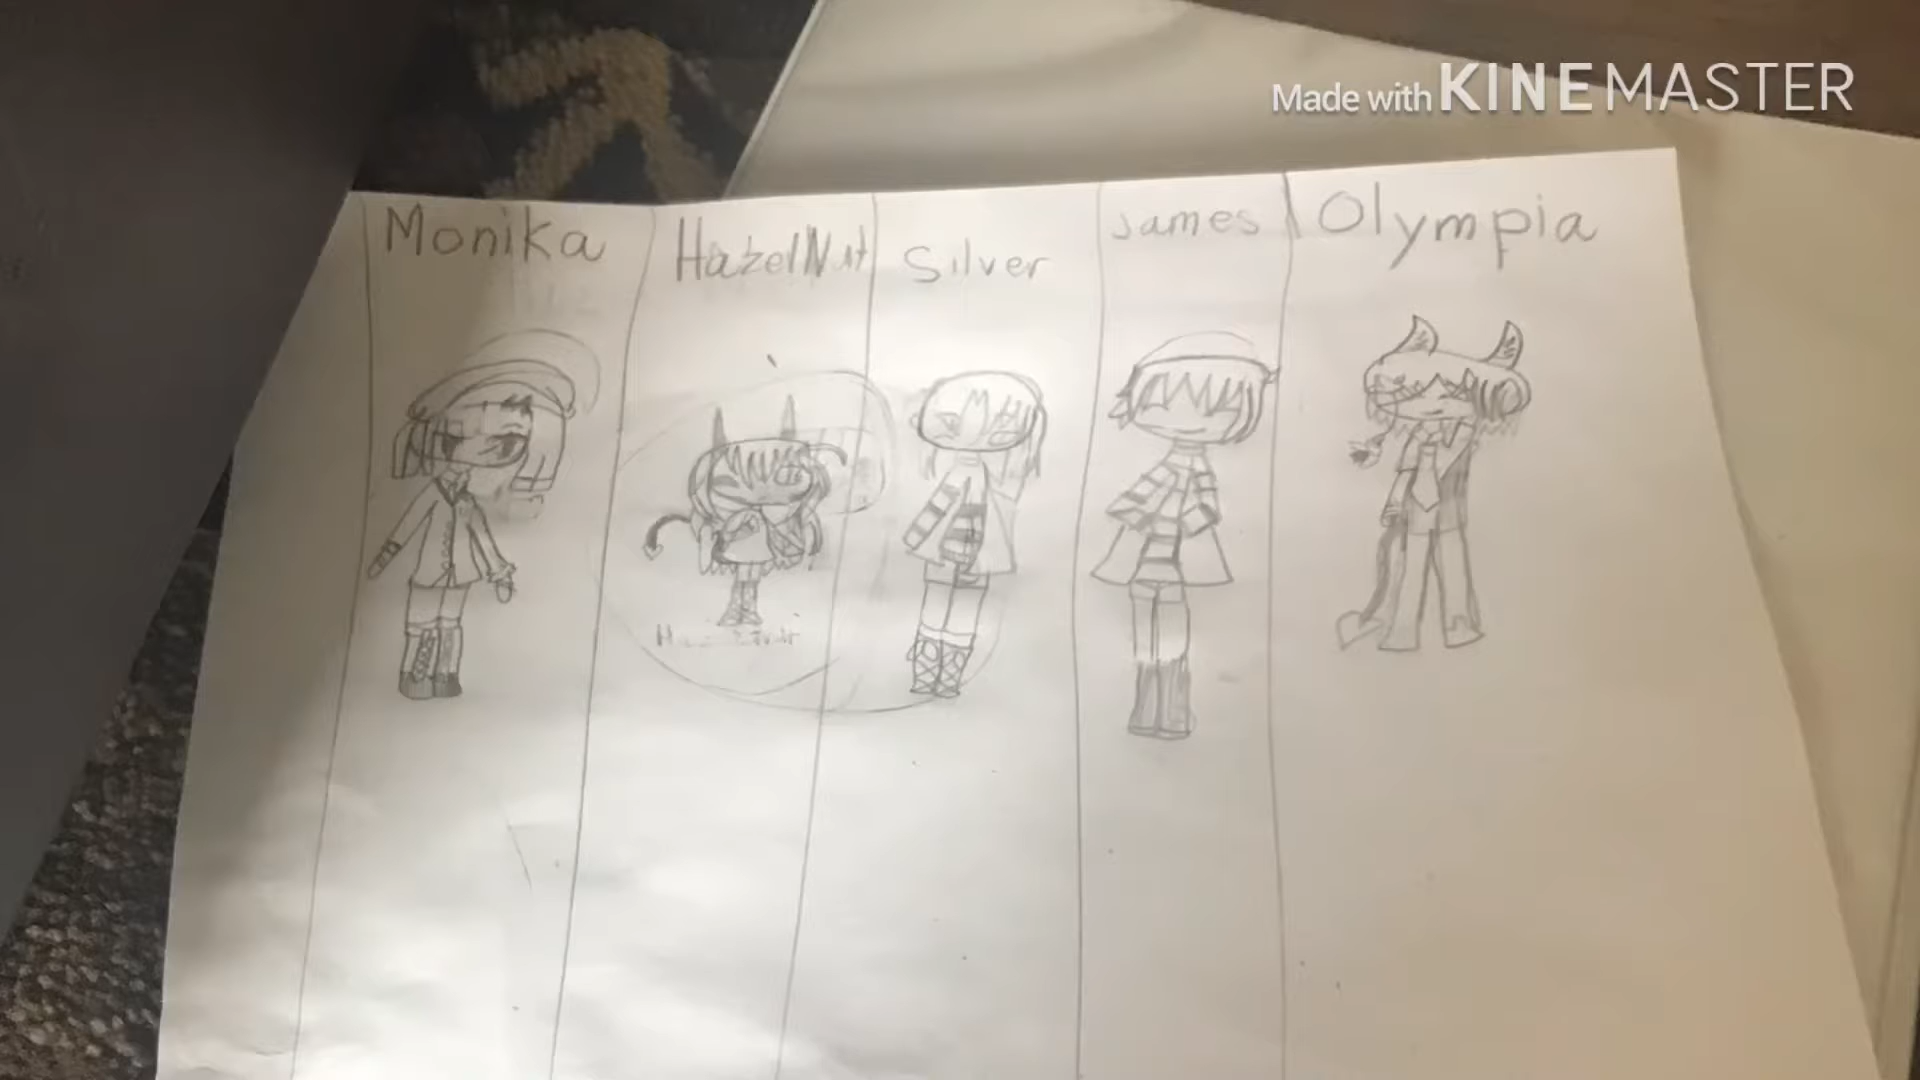 Made with KINEMASTER
Monika
HazelNut
Silver
James
Olympia